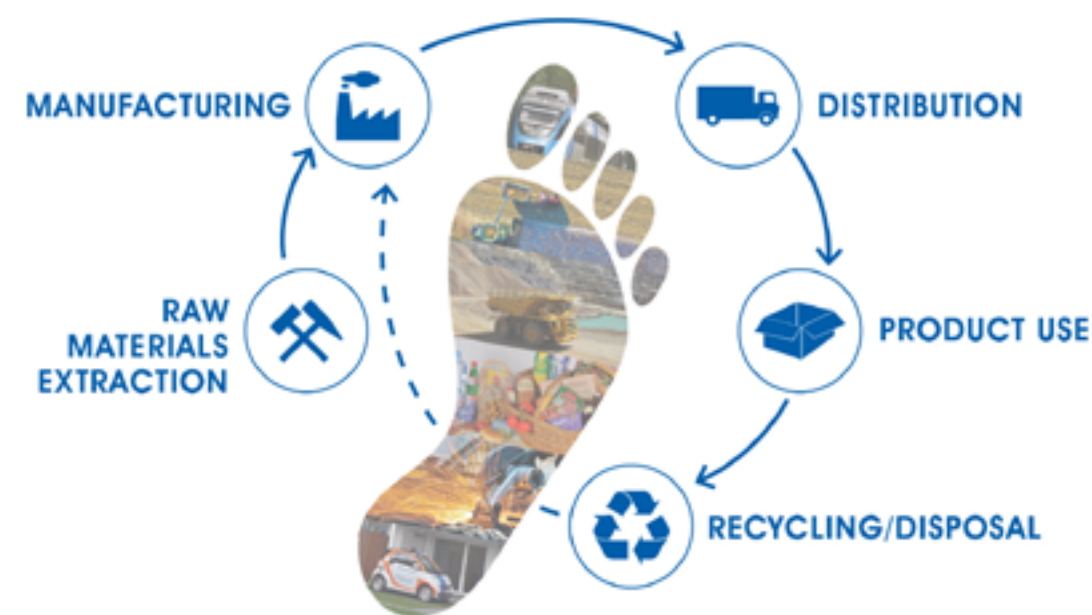 MANUFACTURING
DISTRIBUTION
RAW
MATERIALS
EXTRACTION
PRODUCT USE
RECYCLING/DISPOSAL